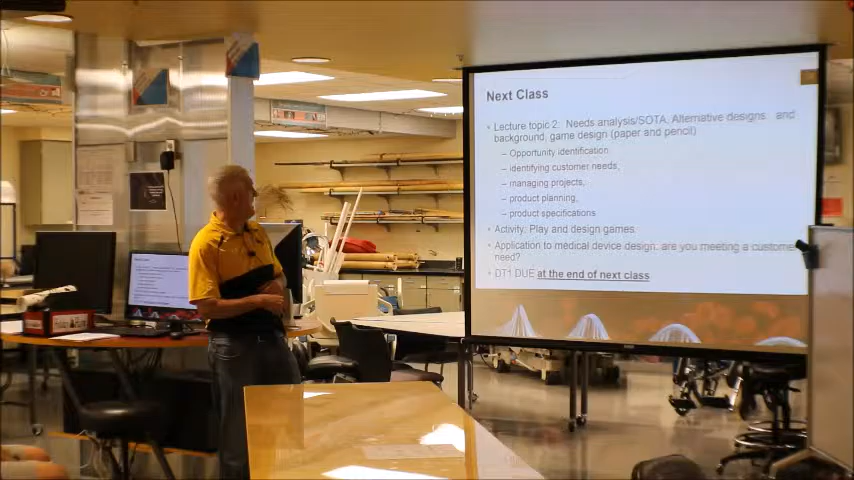 Next Class
• Lecture topic 2: Needs analysis/SOTA. Alternative designs and
background, game design (paper and pencil)
– Opportunity identification
– identifying customer needs,
– managing projects,
– product planning,
– product specifications
• Activity: Play and design games.
• Application to medical device design: are you meeting a custome
need?
• DT1 DUE at the end of next class